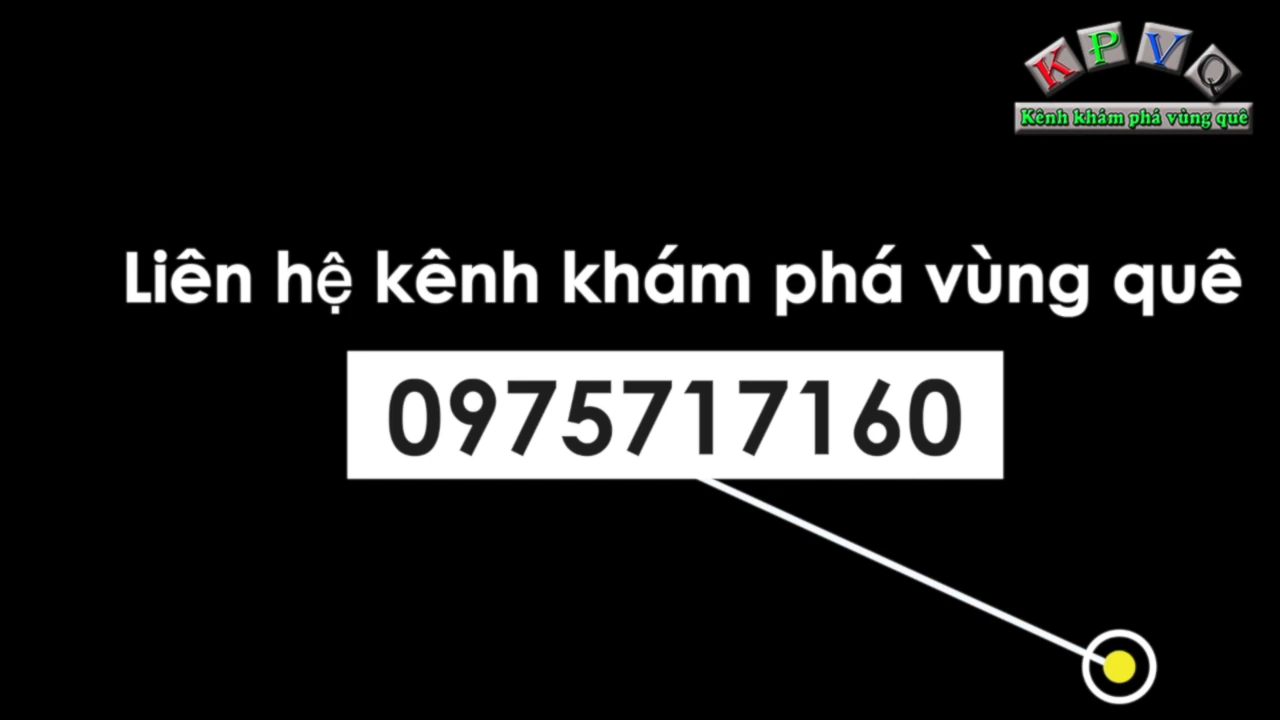 KPVQ
Kênh khám phá vùng quê
Liên hệ kênh khám phá vùng quê
0975717160